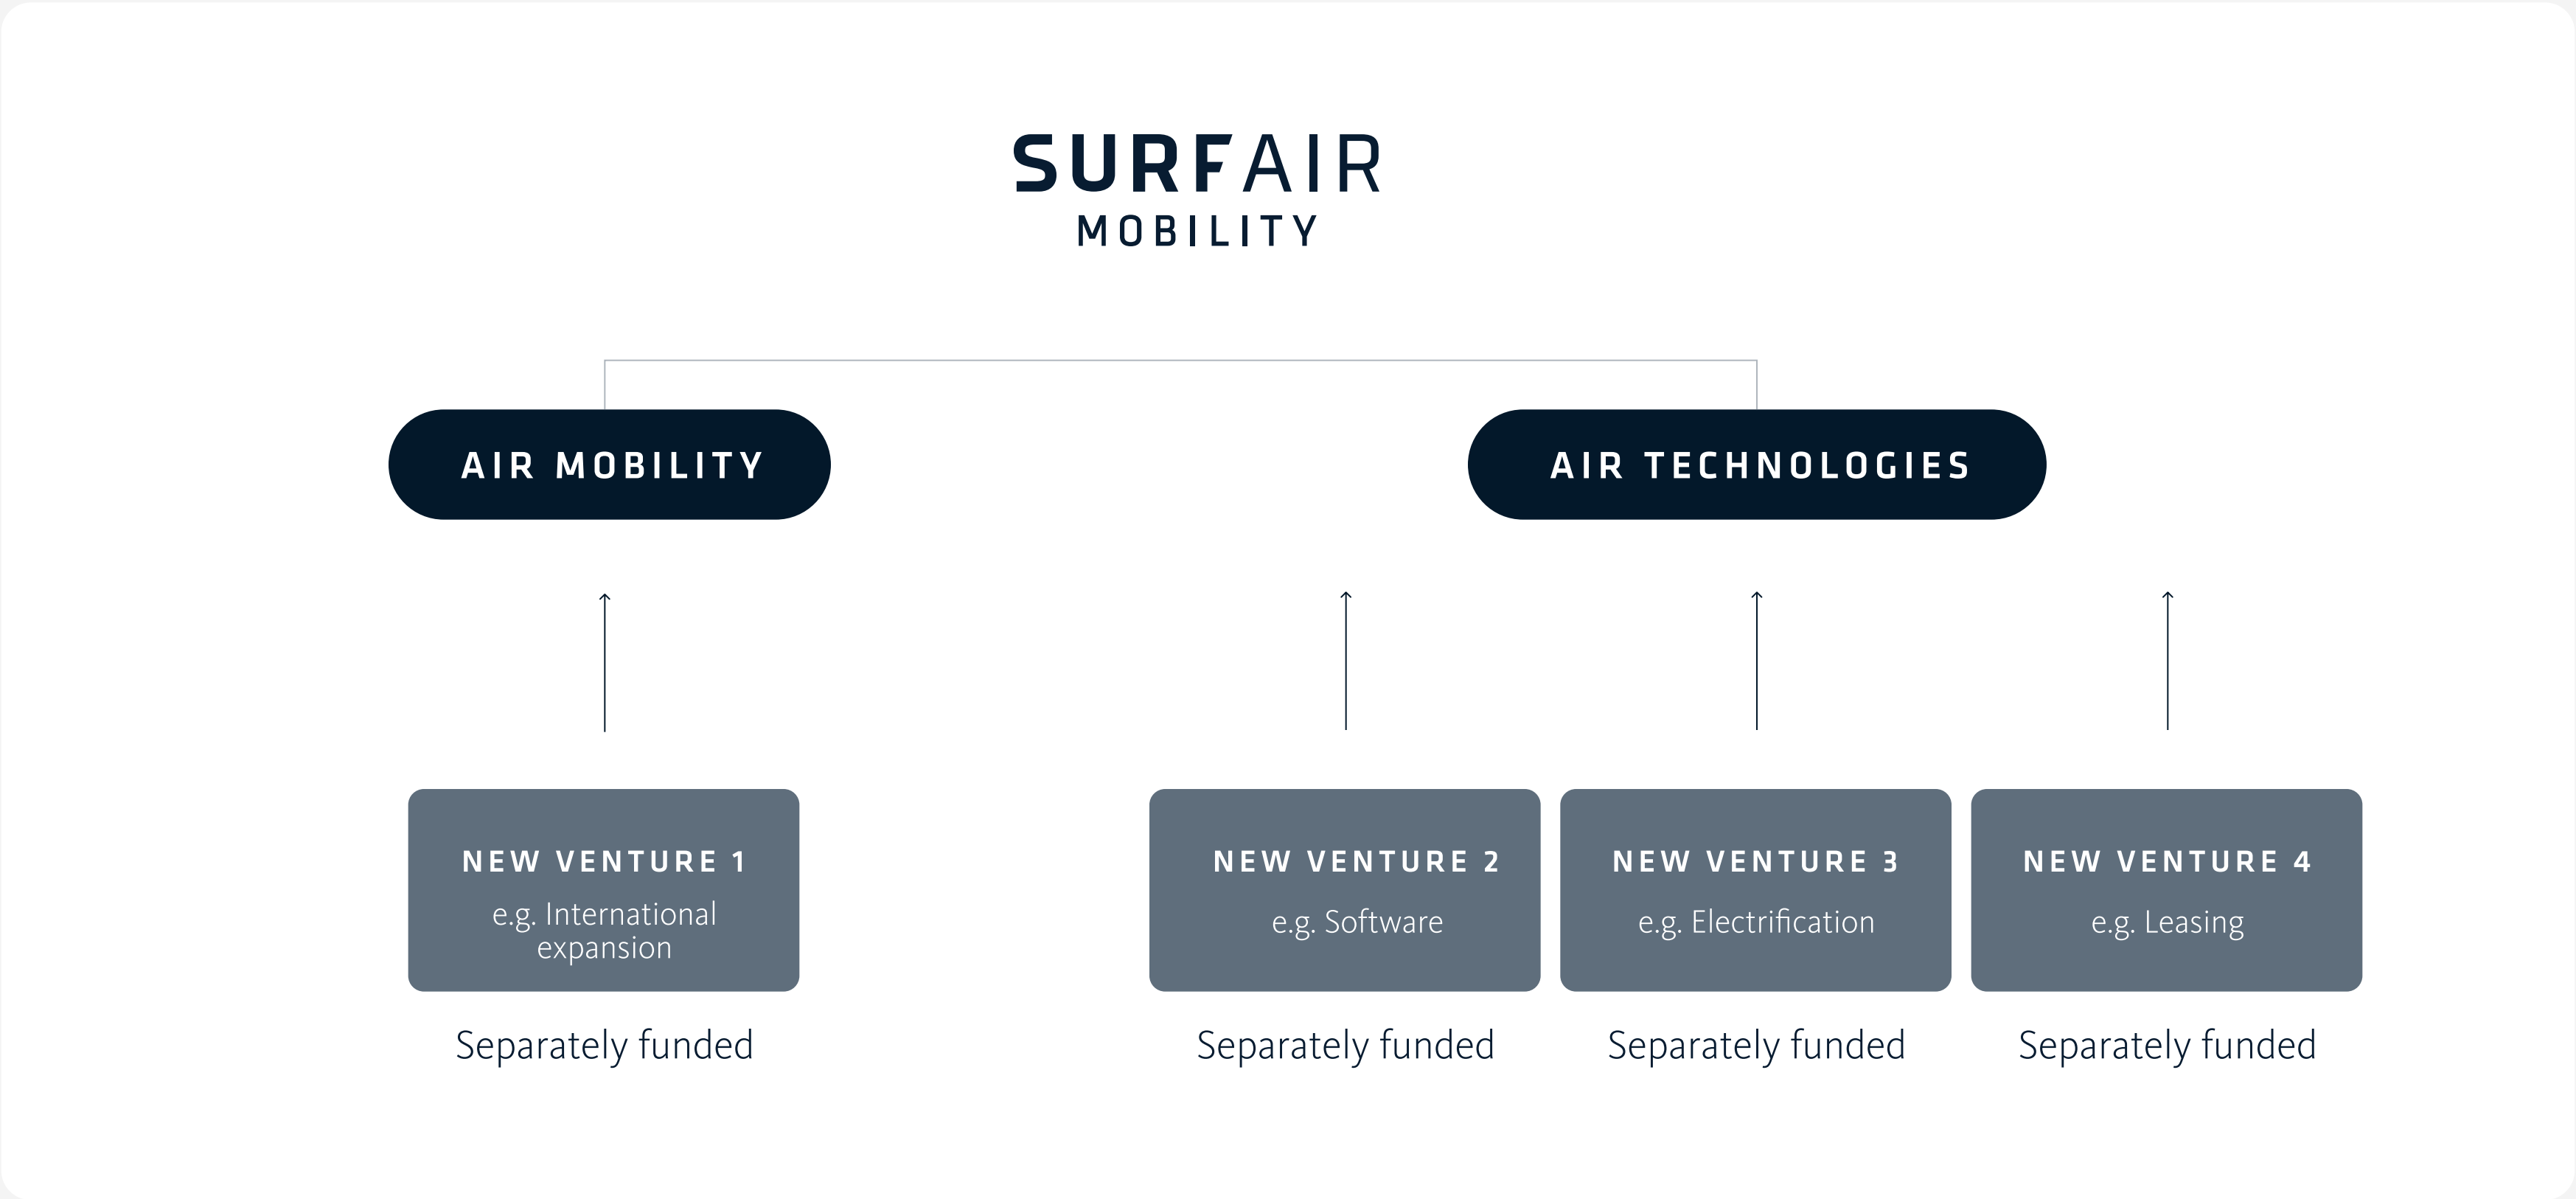 SURFAIR
MOBILITY
AIR MOBILITY
AIR TECHNOLOGIES
NEW VENTURE 1
e.g. International
expansion
Separately funded
NEW VENTURE 2
e.g. Software
Separately funded
NEW VENTURE 3
e.g. Electrification
Separately funded
NEW VENTURE 4
e.g. Leasing
Separately funded